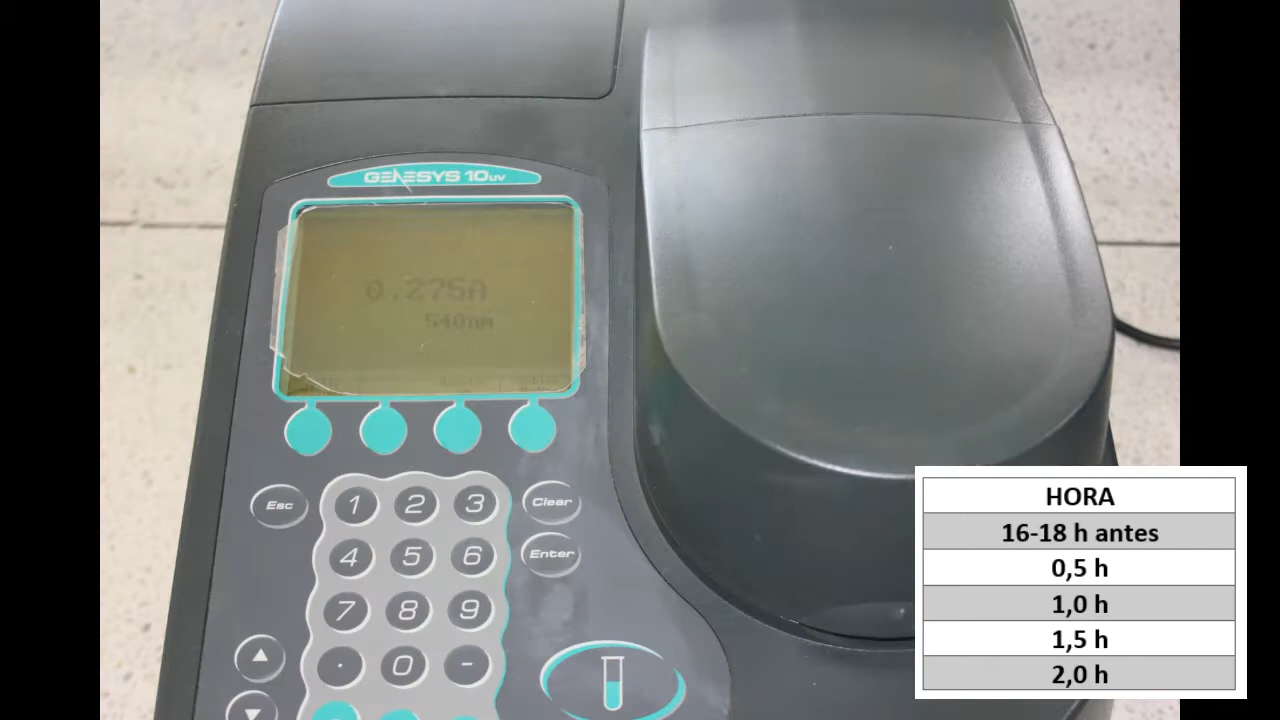 GENESYS 10uv
0.275A
540nm
Esc
1 2 3
Clear
4 5 6
Enter
7 8 9
. 0 -
HORA
16-18 h antes
0,5 h
1,0 h
1,5 h
2,0 h